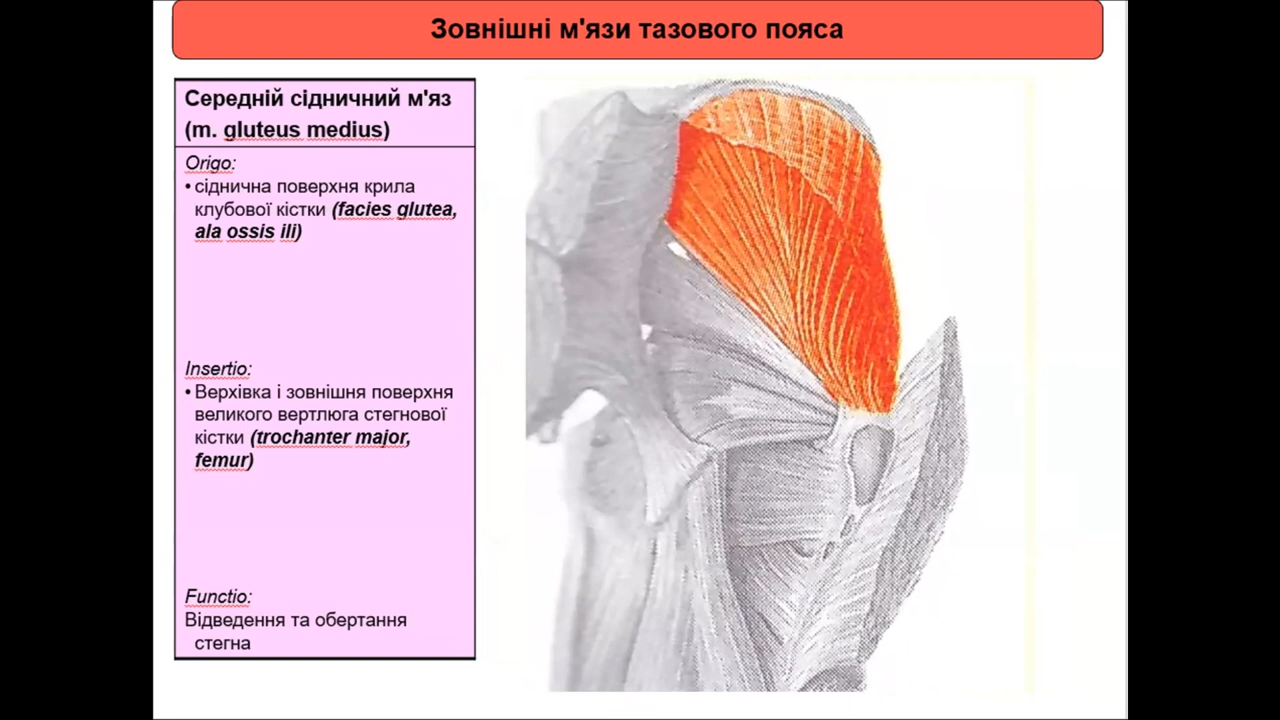 Зовнішні м'язи тазового пояса
Середній сідничний м'яз
(m. gluteus medius)
Origo:
• сіднична поверхня крила
клубової кістки (facies glutea,
ala ossis ili)
Insertio:
• Верхівка і зовнішня поверхня
великого вертлюга стегнової
кістки (trochanter major,
femur)
Functio:
Відведення та обертання
стегна